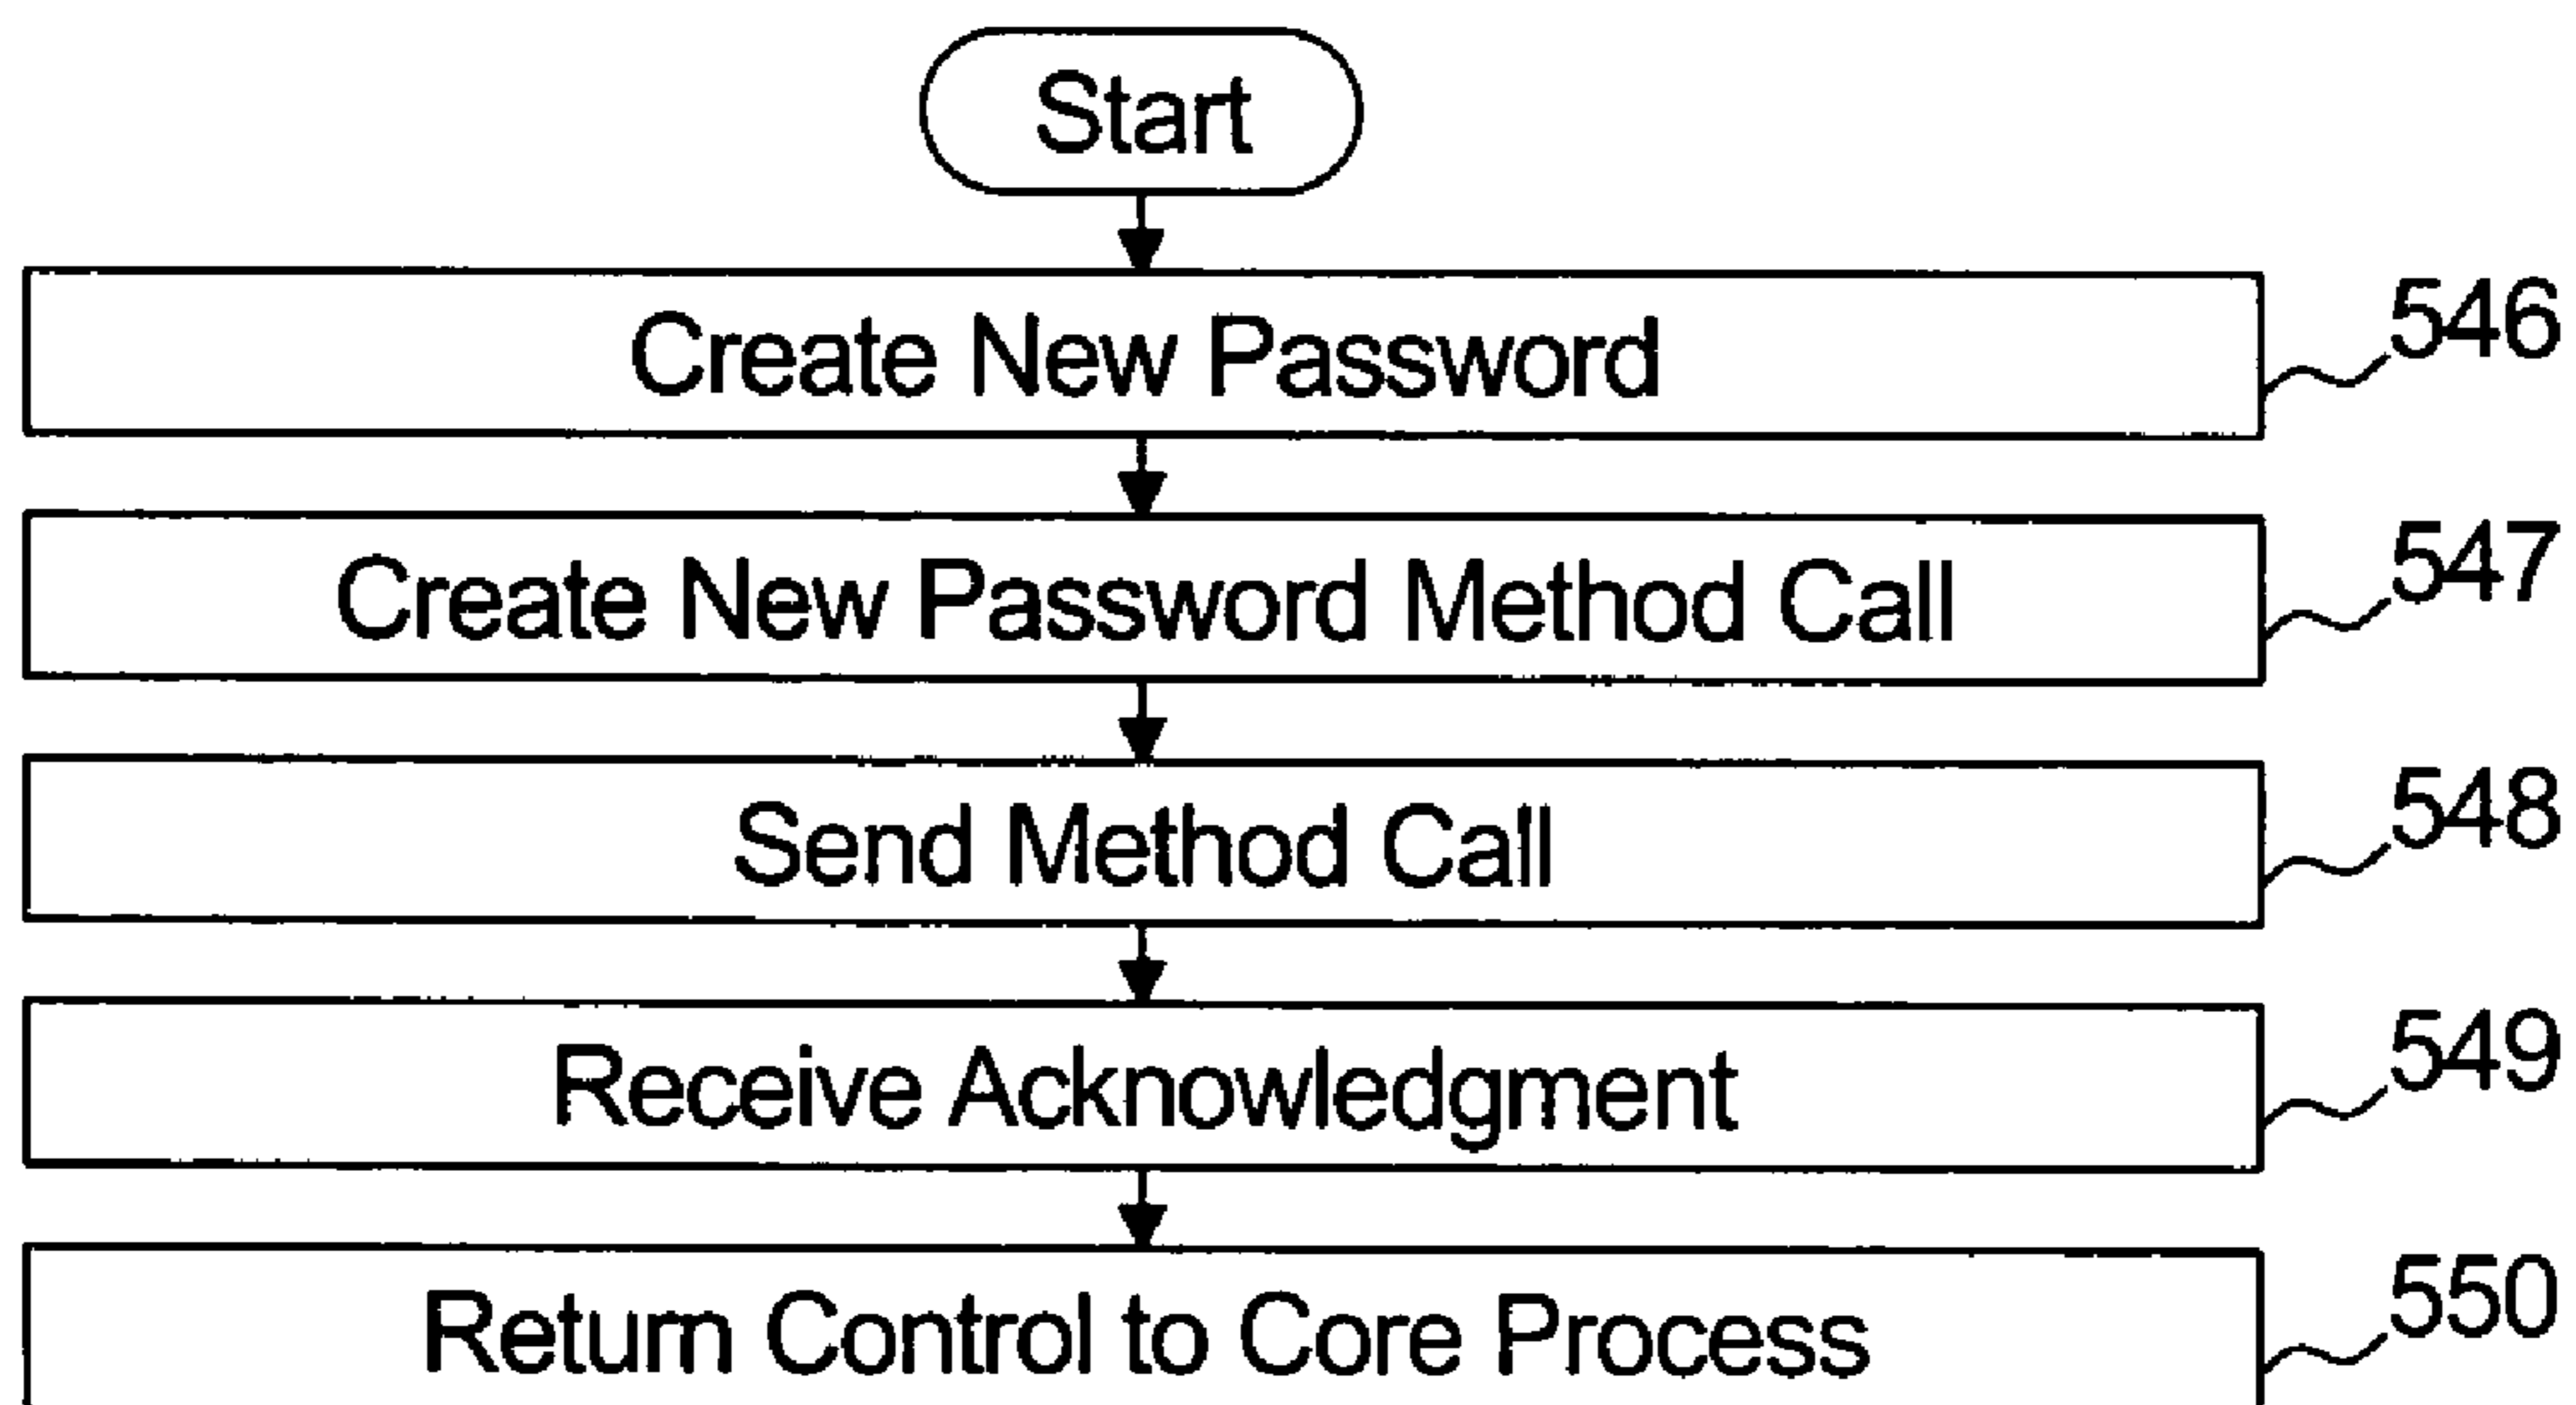 Start
Create New Password
546
Create New Password Method Call
547
Send Method Call
548
Receive Acknowledgment
549
Return Control to Core Process
550